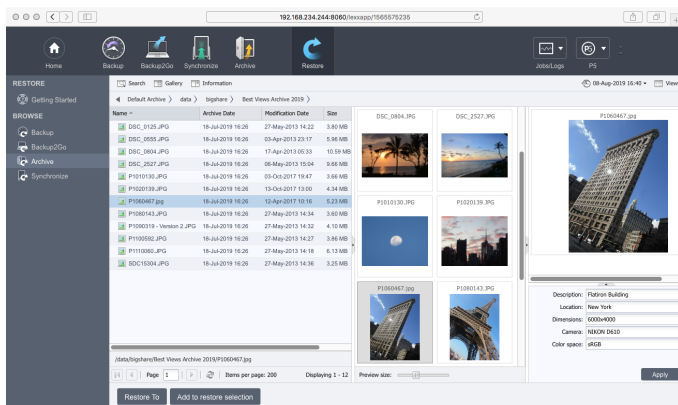 192.168.234.244:8060/lexxapp/1565575235
Home
Backup
Backup2Go
Synchronize
Archive
Restore
Jobs/Logs
P5
RESTORE
Getting Started
BROWSE
Backup
Backup2Go
Archive
Synchronize
Search Gallery Information
08-Aug-2019 16:40 View
Default Archive data bigshare Best Views Archive 2019
Name Archive Date Modification Date Size
DSC_0125.JPG 18-Jul-2019 16:26 27-May-2013 14:22 3.80 MB
DSC_0555.JPG 18-Jul-2019 16:26 03-Apr-2013 23:17 5.96 MB
DSC_0804.JPG 18-Jul-2019 16:26 17-Apr-2013 05:33 10.59 MB
DSC_2527.JPG 18-Jul-2019 16:26 06-May-2013 15:04 9.66 MB
P1010130.JPG 18-Jul-2019 16:26 03-Oct-2017 19:47 3.66 MB
P1020139.JPG 18-Jul-2019 16:26 13-Oct-2017 13:00 4.34 MB
P1060467.jpg 18-Jul-2019 16:26 12-Apr-2017 10:16 5.23 MB
P1080143.JPG 18-Jul-2019 16:26 27-May-2013 14:34 3.60 MB
P1090319 - Version 2.JPG 18-Jul-2019 16:26 27-May-2013 14:32 4.10 MB
P1100592.JPG 18-Jul-2019 16:26 27-May-2013 14:27 3.86 MB
P1110060.JPG 18-Jul-2019 16:26 27-May-2013 14:18 6.13 MB
SDC15304.JPG 18-Jul-2019 16:26 27-May-2013 14:36 3.25 MB
DSC_0804.JPG
DSC_2527.JPG
P1010130.JPG
P1020139.JPG
P1060467.jpg
P1080143.JPG
P1060467.jpg
Description: Flatiron Building
Location: New York
Dimensions: 6000x4000
Camera: NIKON D610
Color space: sRGB
/data/bigshare/Best Views Archive 2019/P1060467.jpg
Page 1 Items per page: 200 Displaying 1 - 12
Preview size:
Apply
Restore To
Add to restore selection